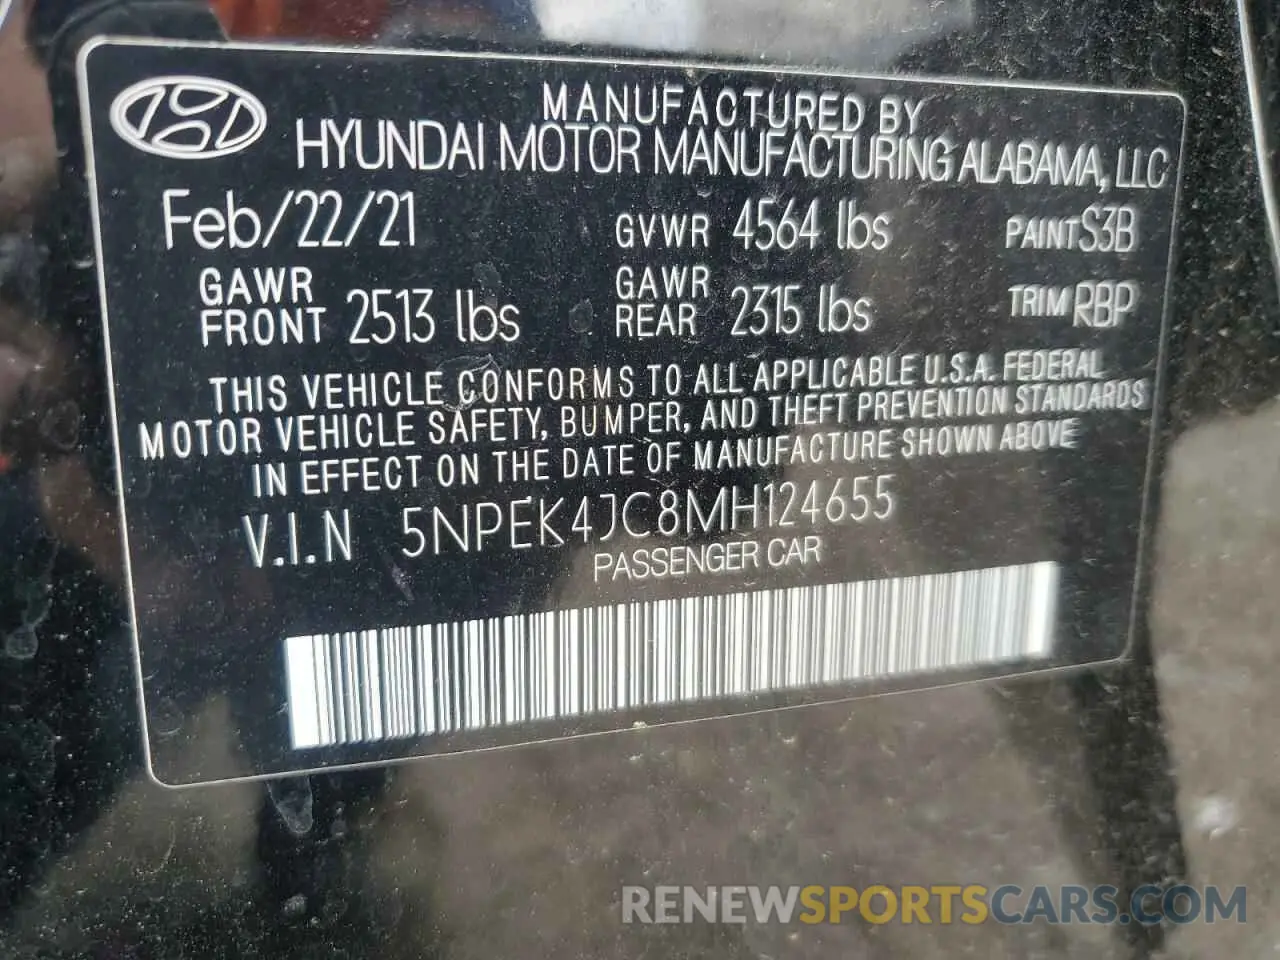 MANUFACTURED BY
HYUNDAI MOTOR MANUFACTURING ALABAMA, LLC
Feb/22/21 GVWR 4564 lbs PAINT S3B
GAWR FRONT 2513 lbs GAWR REAR 2315 lbs TRIM RBP
THIS VEHICLE CONFORMS TO ALL APPLICABLE U.S.A. FEDERAL
MOTOR VEHICLE SAFETY, BUMPER, AND THEFT PREVENTION STANDARDS
IN EFFECT ON THE DATE OF MANUFACTURE SHOWN ABOVE
V.I.N 5NPEK4JC8MH124655
PASSENGER CAR
RENEWSPORTSCARS.COM